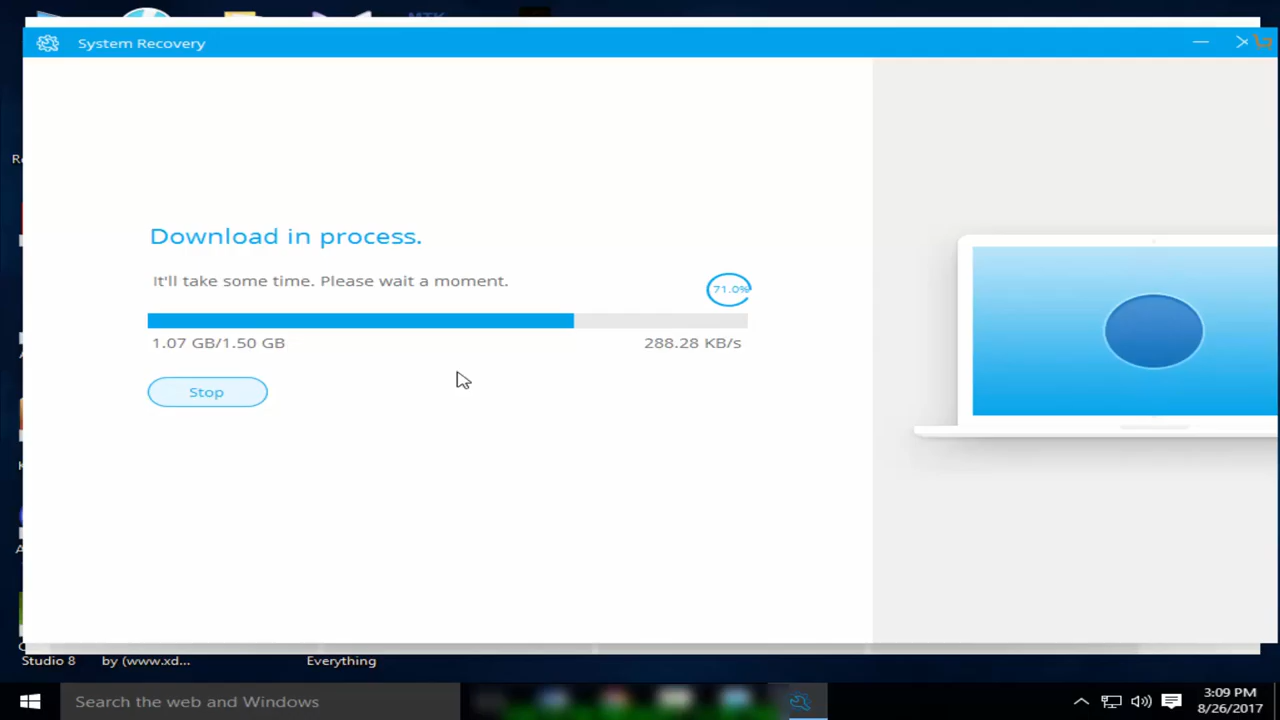 MTK
System Recovery
Download in process.
It'll take some time. Please wait a moment.
71.0%
1.07 GB/1.50 GB
288.28 KB/s
Stop
Studio 8
by (www.xd...
Everything
Search the web and Windows
3:09 PM
8/26/2017